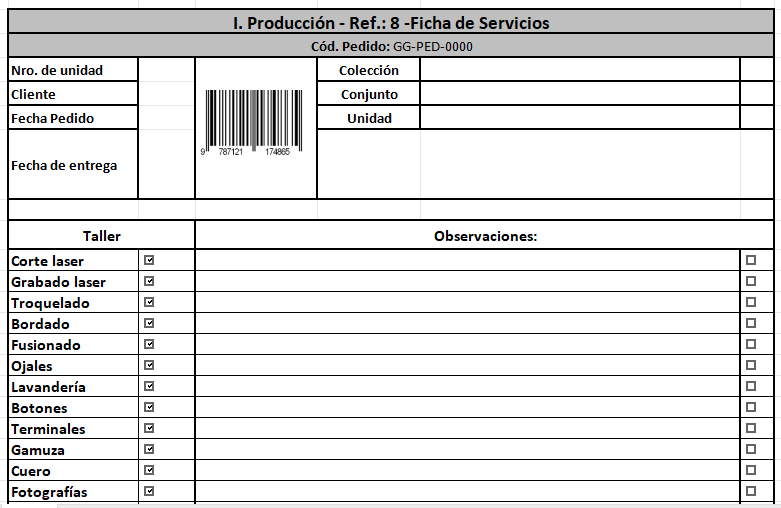 I. Producción - Ref.: 8 -Ficha de Servicios
Cód. Pedido: GG-PED-0000
Nro. de unidad Colección
Cliente Conjunto
Fecha Pedido Unidad
9 787121 174865
Fecha de entrega
Taller Observaciones:
Corte laser
Grabado laser
Troquelado
Bordado
Fusionado
Ojales
Lavandería
Botones
Terminales
Gamuza
Cuero
Fotografías